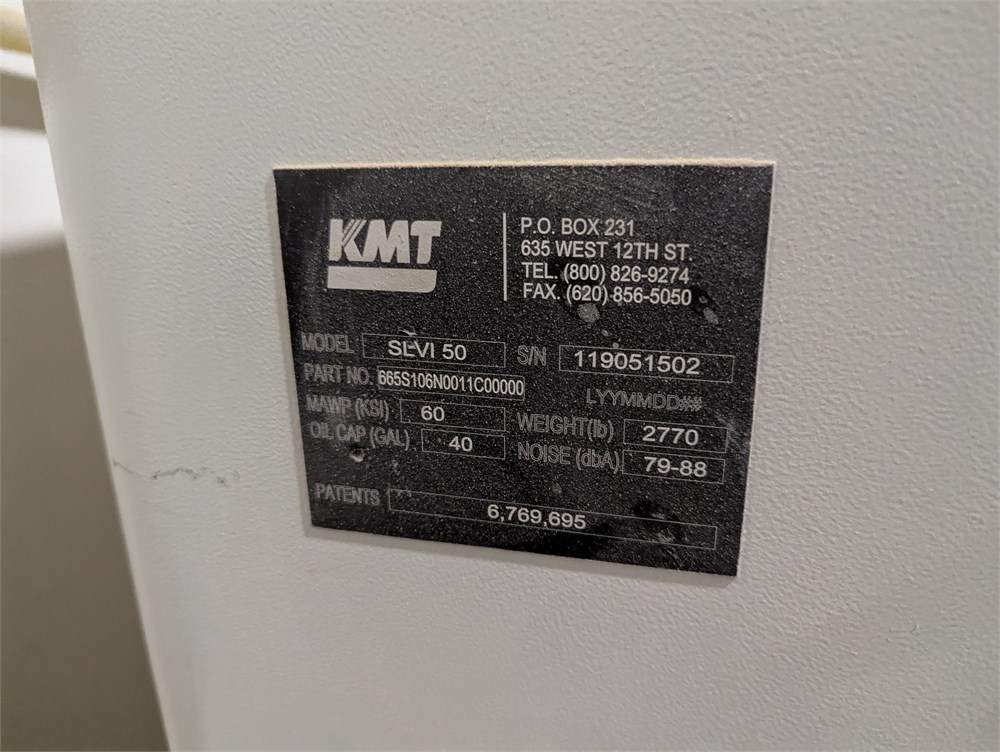 KMT
P.O. BOX 231
635 WEST 12TH ST.
TEL. (800) 826-9274
FAX. (620) 856-5050
MODEL SLVI 50 S/N 119051502
PART NO. 665S106N0011C00000 LYYMMDD##
MAWP (KSI) 60 WEIGHT(lb) 2770
OIL CAP (GAL) 40 NOISE (dbA) 79-88
PATENTS 6,769,695